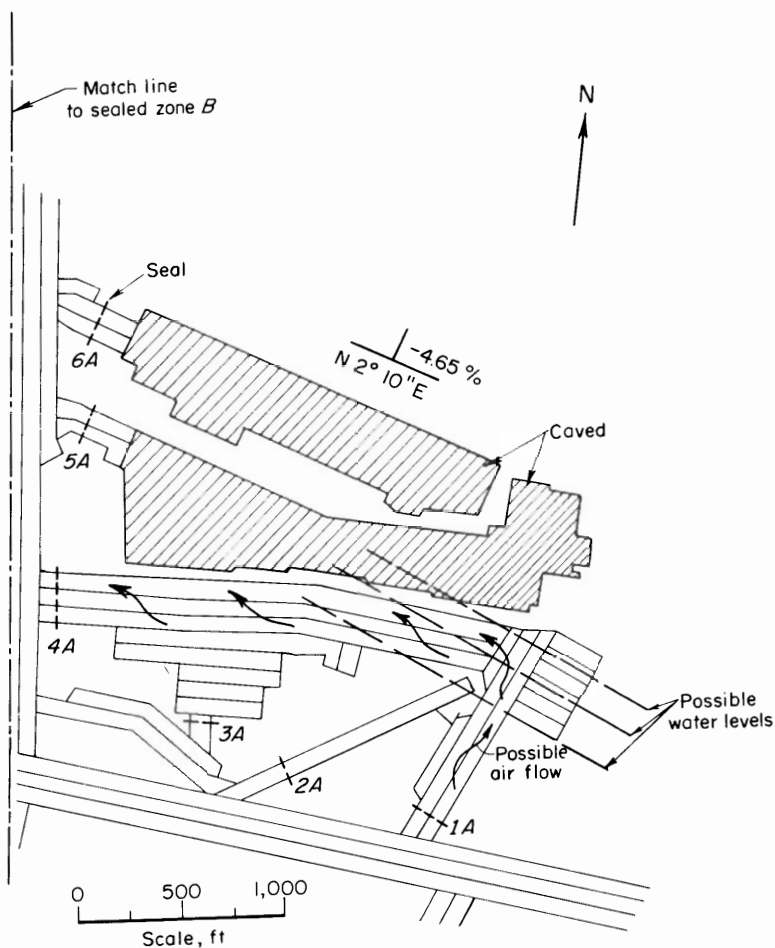 Match line
to sealed zone B
N
Seal
6A
-4.65 %
N 2° 10"E
Caved
5A
4A
3A
2A
Possible
water levels
Possible
air flow
1A
0 500 1,000
Scale, ft